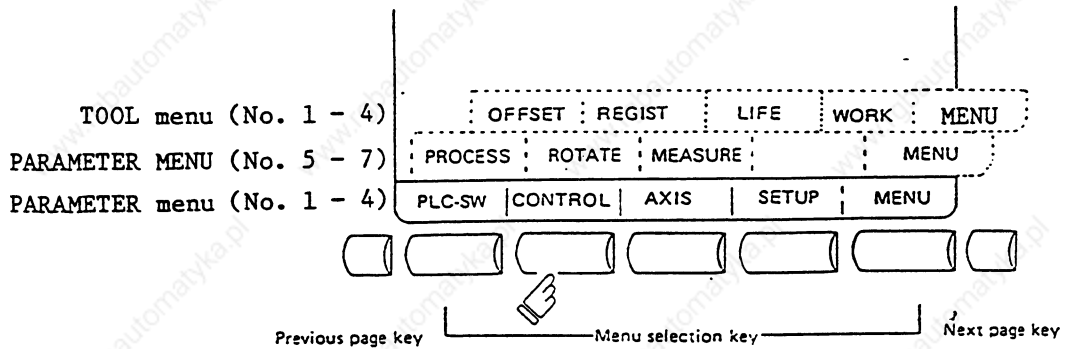 TOOL menu (No. 1 - 4) OFFSET REGIST LIFE WORK MENU
PARAMETER MENU (No. 5 - 7) PROCESS ROTATE MEASURE MENU
PARAMETER menu (No. 1 - 4) PLC-SW CONTROL AXIS SETUP MENU
Previous page key Menu selection key Next page key